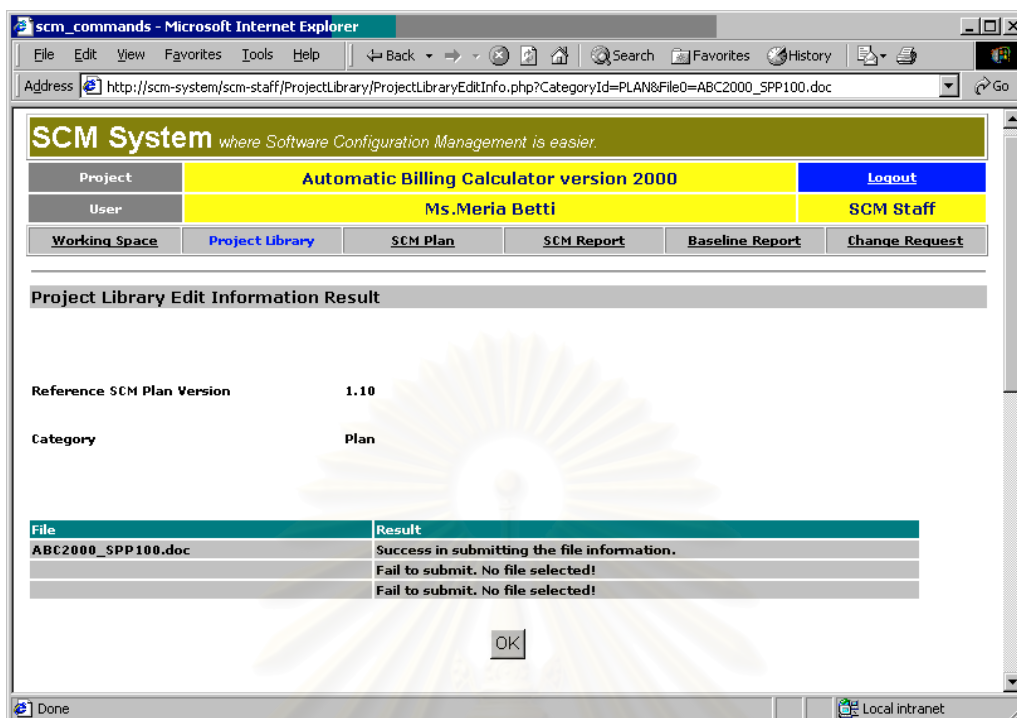 scm_commands - Microsoft Internet Explorer
File Edit View Favorites Tools Help Back Search Favorites History
Address http://scm-system/scm-staff/ProjectLibrary/ProjectLibraryEditInfo.php?CategoryId=PLAN&File0=ABC2000_SPP100.doc Go
SCM System where Software Configuration Management is easier.
Project Automatic Billing Calculator version 2000 Logout
User Ms.Meria Betti SCM Staff
Working Space Project Library SCM Plan SCM Report Baseline Report Change Request
Project Library Edit Information Result
Reference SCM Plan Version 1.10
Category Plan
File Result
ABC2000_SPP100.doc Success in submitting the file information.
Fail to submit. No file selected!
Fail to submit. No file selected!
OK
Done Local intranet